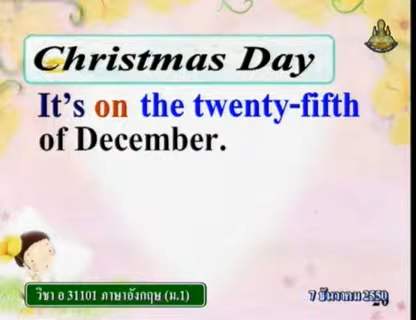 Christmas Day
It's on the twenty-fifth
of December.
วิชา อ 31101 ภาษาอังกฤษ (ม.1)
7 ธันวาคม 2550